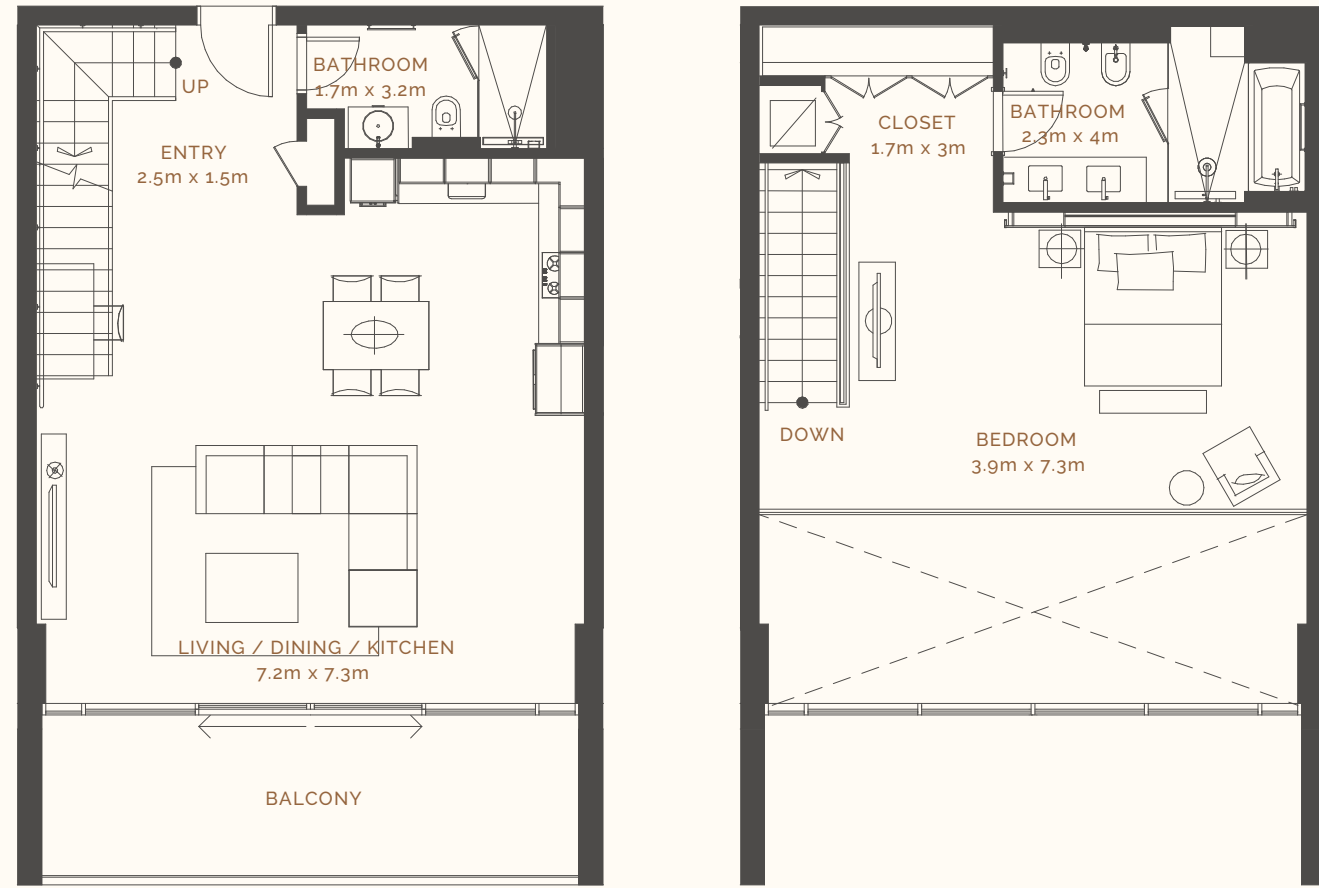 BATHROOM
1.7m x 3.2m
UP
ENTRY
2.5m x 1.5m
LIVING / DINING / KITCHEN
7.2m x 7.3m
BALCONY
CLOSET
1.7m x 3m
BATHROOM
2.3m x 4m
DOWN
BEDROOM
3.9m x 7.3m